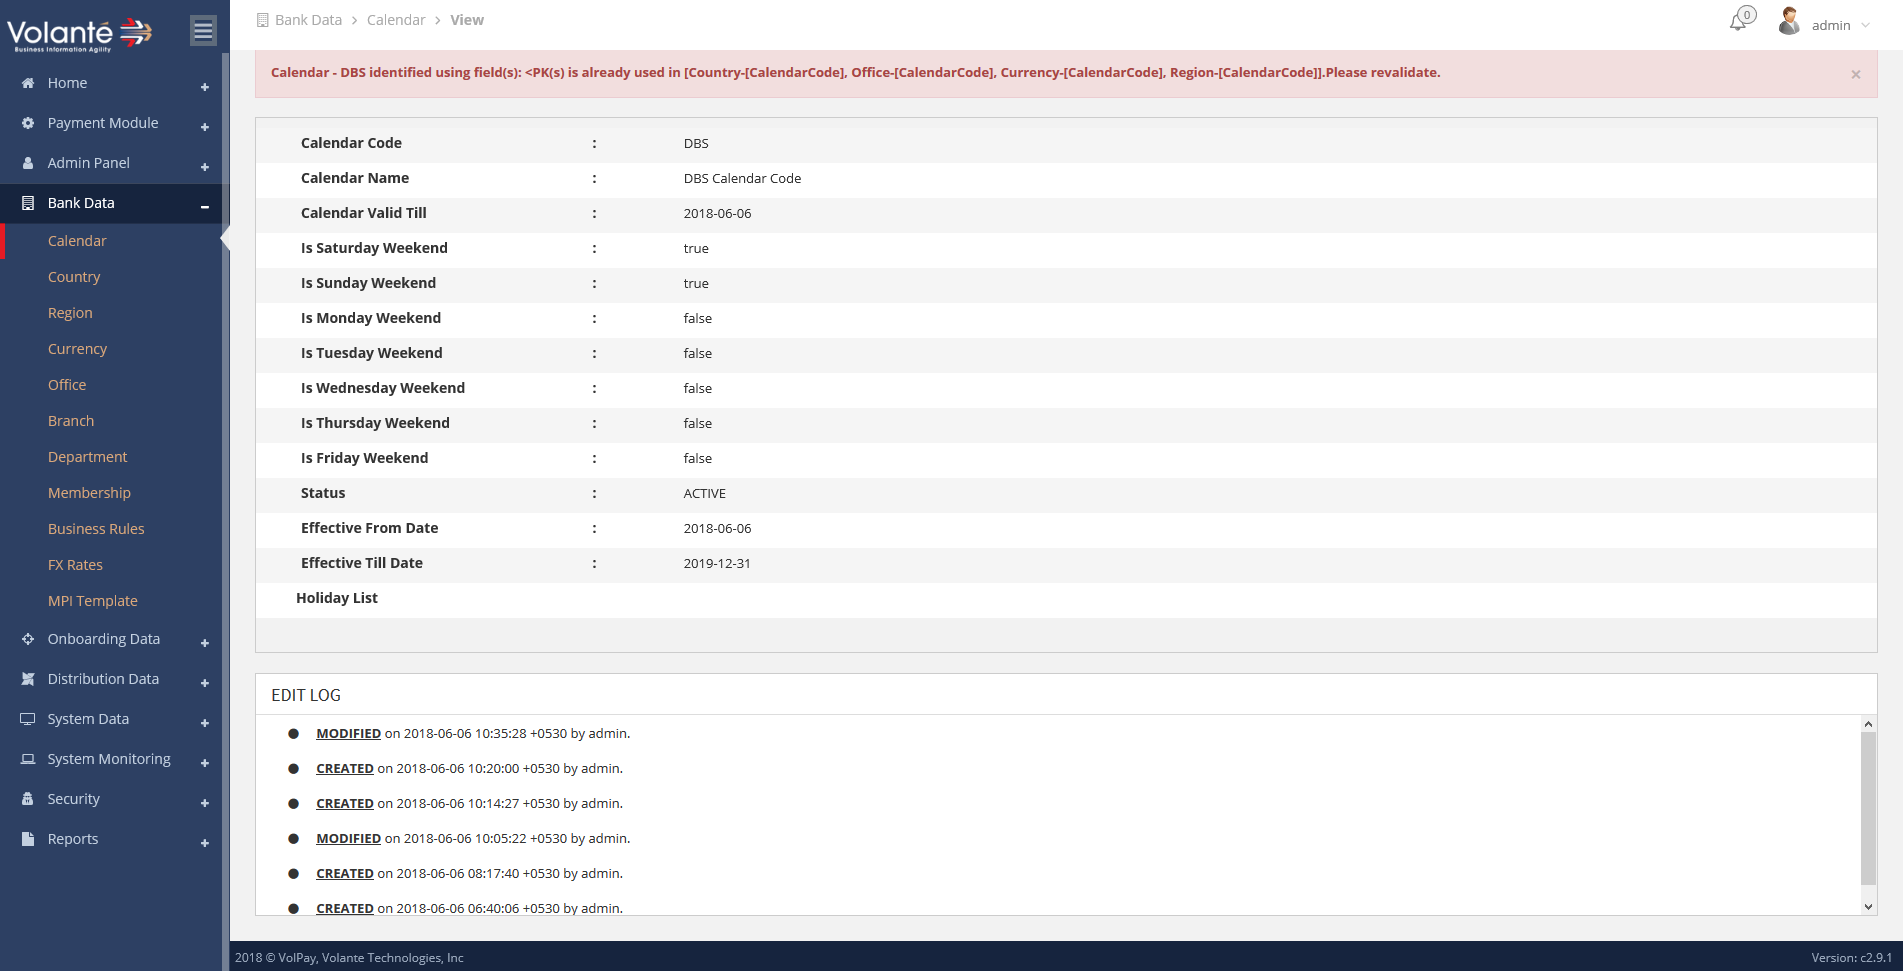 Volanté
Business Information Agility
Bank Data > Calendar > View
0
admin
Home
Payment Module
Admin Panel
Bank Data
Calendar
Country
Region
Currency
Office
Branch
Department
Membership
Business Rules
FX Rates
MPI Template
Onboarding Data
Distribution Data
System Data
System Monitoring
Security
Reports
Calendar - DBS identified using field(s): <PK(s) is already used in [Country-[CalendarCode], Office-[CalendarCode], Currency-[CalendarCode], Region-[CalendarCode]].Please revalidate. ×
Calendar Code : DBS
Calendar Name : DBS Calendar Code
Calendar Valid Till : 2018-06-06
Is Saturday Weekend : true
Is Sunday Weekend : true
Is Monday Weekend : false
Is Tuesday Weekend : false
Is Wednesday Weekend : false
Is Thursday Weekend : false
Is Friday Weekend : false
Status : ACTIVE
Effective From Date : 2018-06-06
Effective Till Date : 2019-12-31
Holiday List
EDIT LOG
MODIFIED on 2018-06-06 10:35:28 +0530 by admin.
CREATED on 2018-06-06 10:20:00 +0530 by admin.
CREATED on 2018-06-06 10:14:27 +0530 by admin.
MODIFIED on 2018-06-06 10:05:22 +0530 by admin.
CREATED on 2018-06-06 08:17:40 +0530 by admin.
CREATED on 2018-06-06 06:40:06 +0530 by admin.
2018 © VolPay, Volante Technologies, Inc
Version: c2.9.1